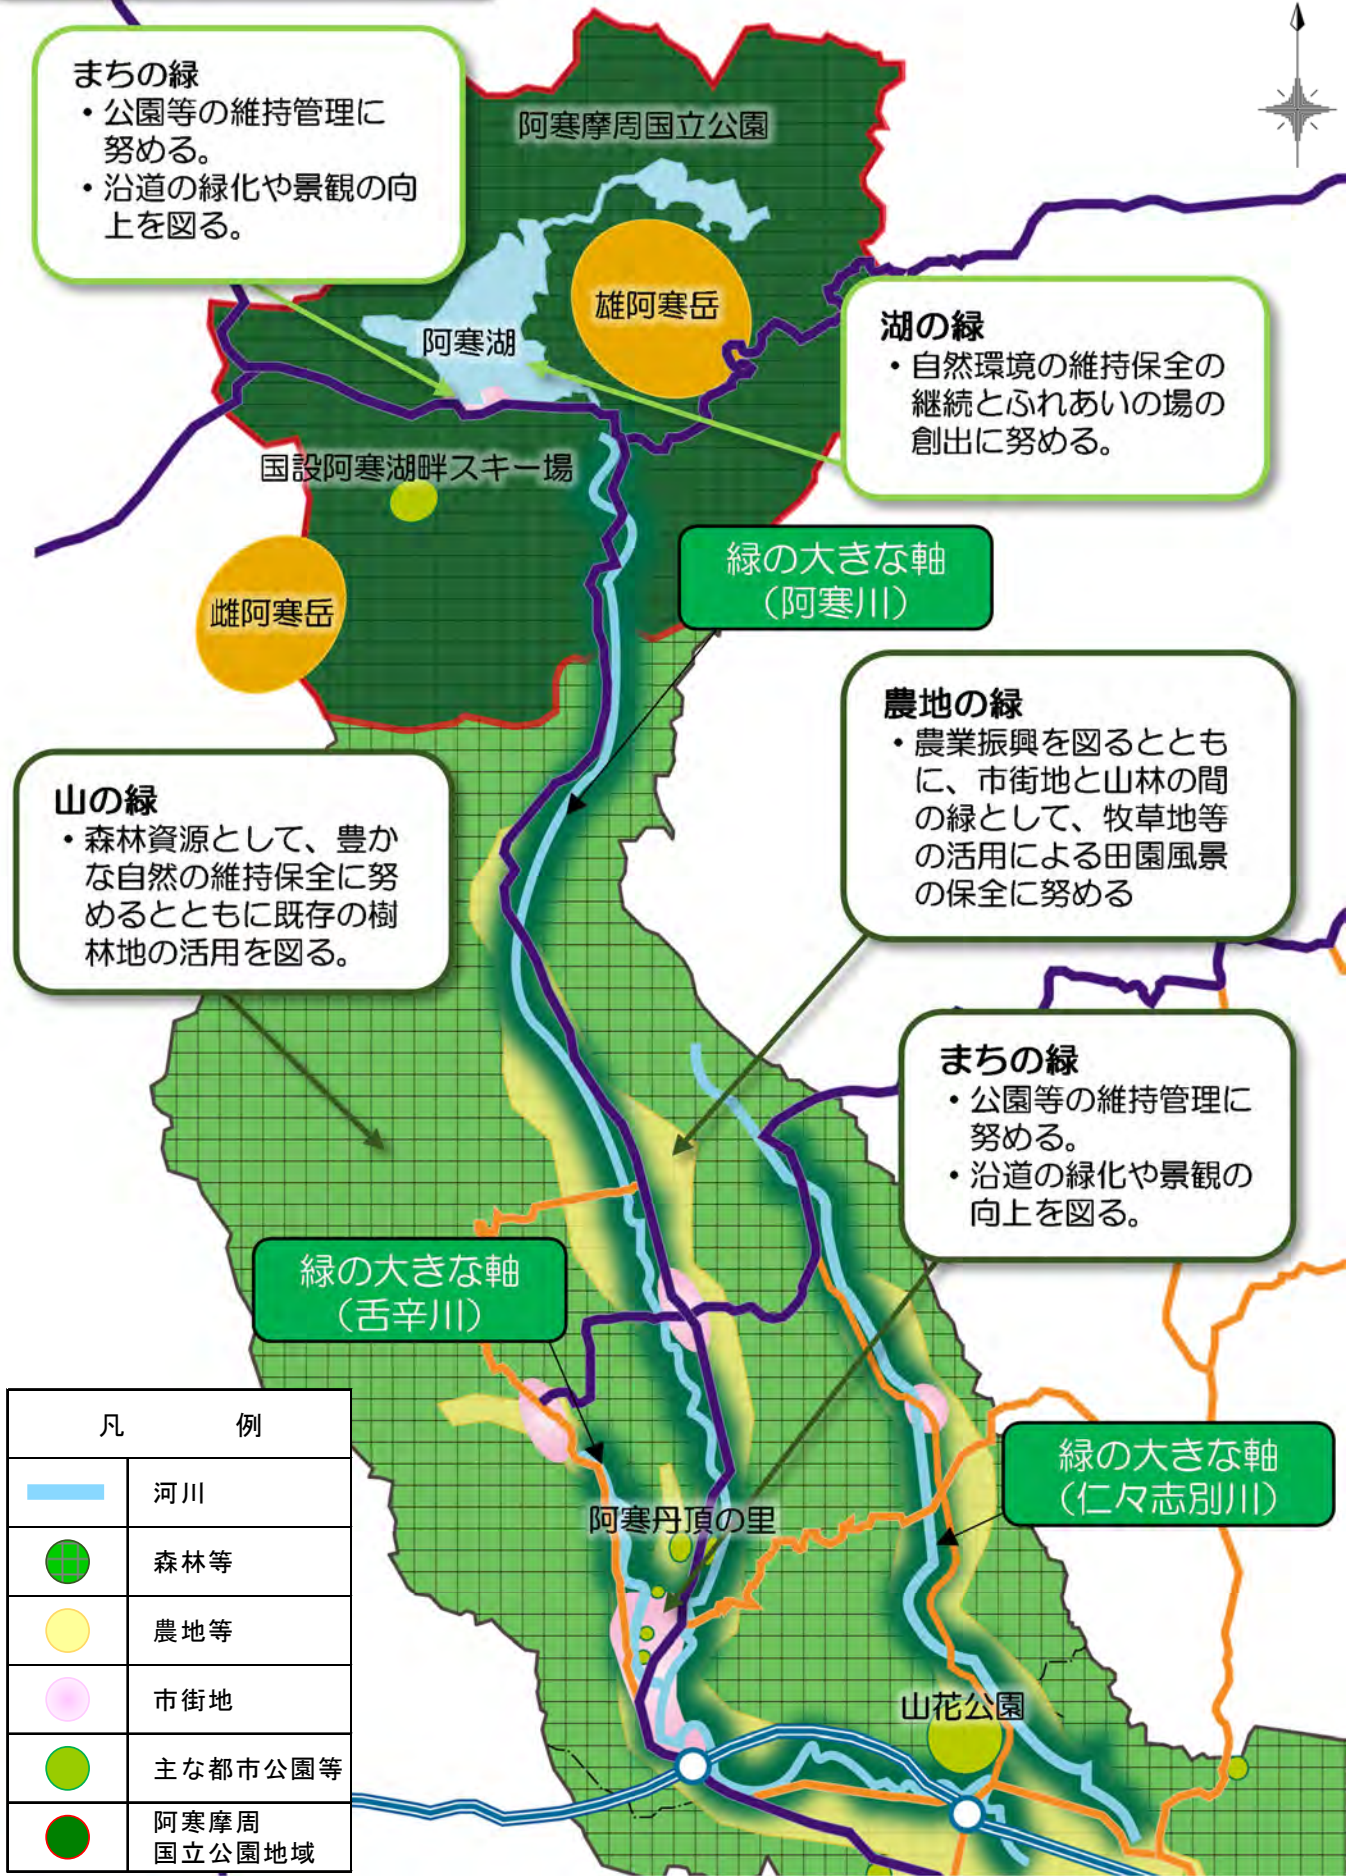 まちの緑
・公園等の維持管理に
努める。
・沿道の緑化や景観の向
上を図る。
阿寒摩周国立公園
雄阿寒岳
阿寒湖
湖の緑
・自然環境の維持保全の
継続とふれあいの場の
創出に努める。
国設阿寒湖畔スキー場
緑の大きな軸
（阿寒川）
雌阿寒岳
農地の緑
・農業振興を図るととも
に、市街地と山林の間
の緑として、牧草地等
の活用による田園風景
の保全に努める
山の緑
・森林資源として、豊か
な自然の維持保全に努
めるとともに既存の樹
林地の活用を図る。
まちの緑
・公園等の維持管理に
努める。
・沿道の緑化や景観の
向上を図る。
緑の大きな軸
（舌辛川）
緑の大きな軸
（仁々志別川）
阿寒丹頂の里
山花公園
凡　例
河川
森林等
農地等
市街地
主な都市公園等
阿寒摩周
国立公園地域